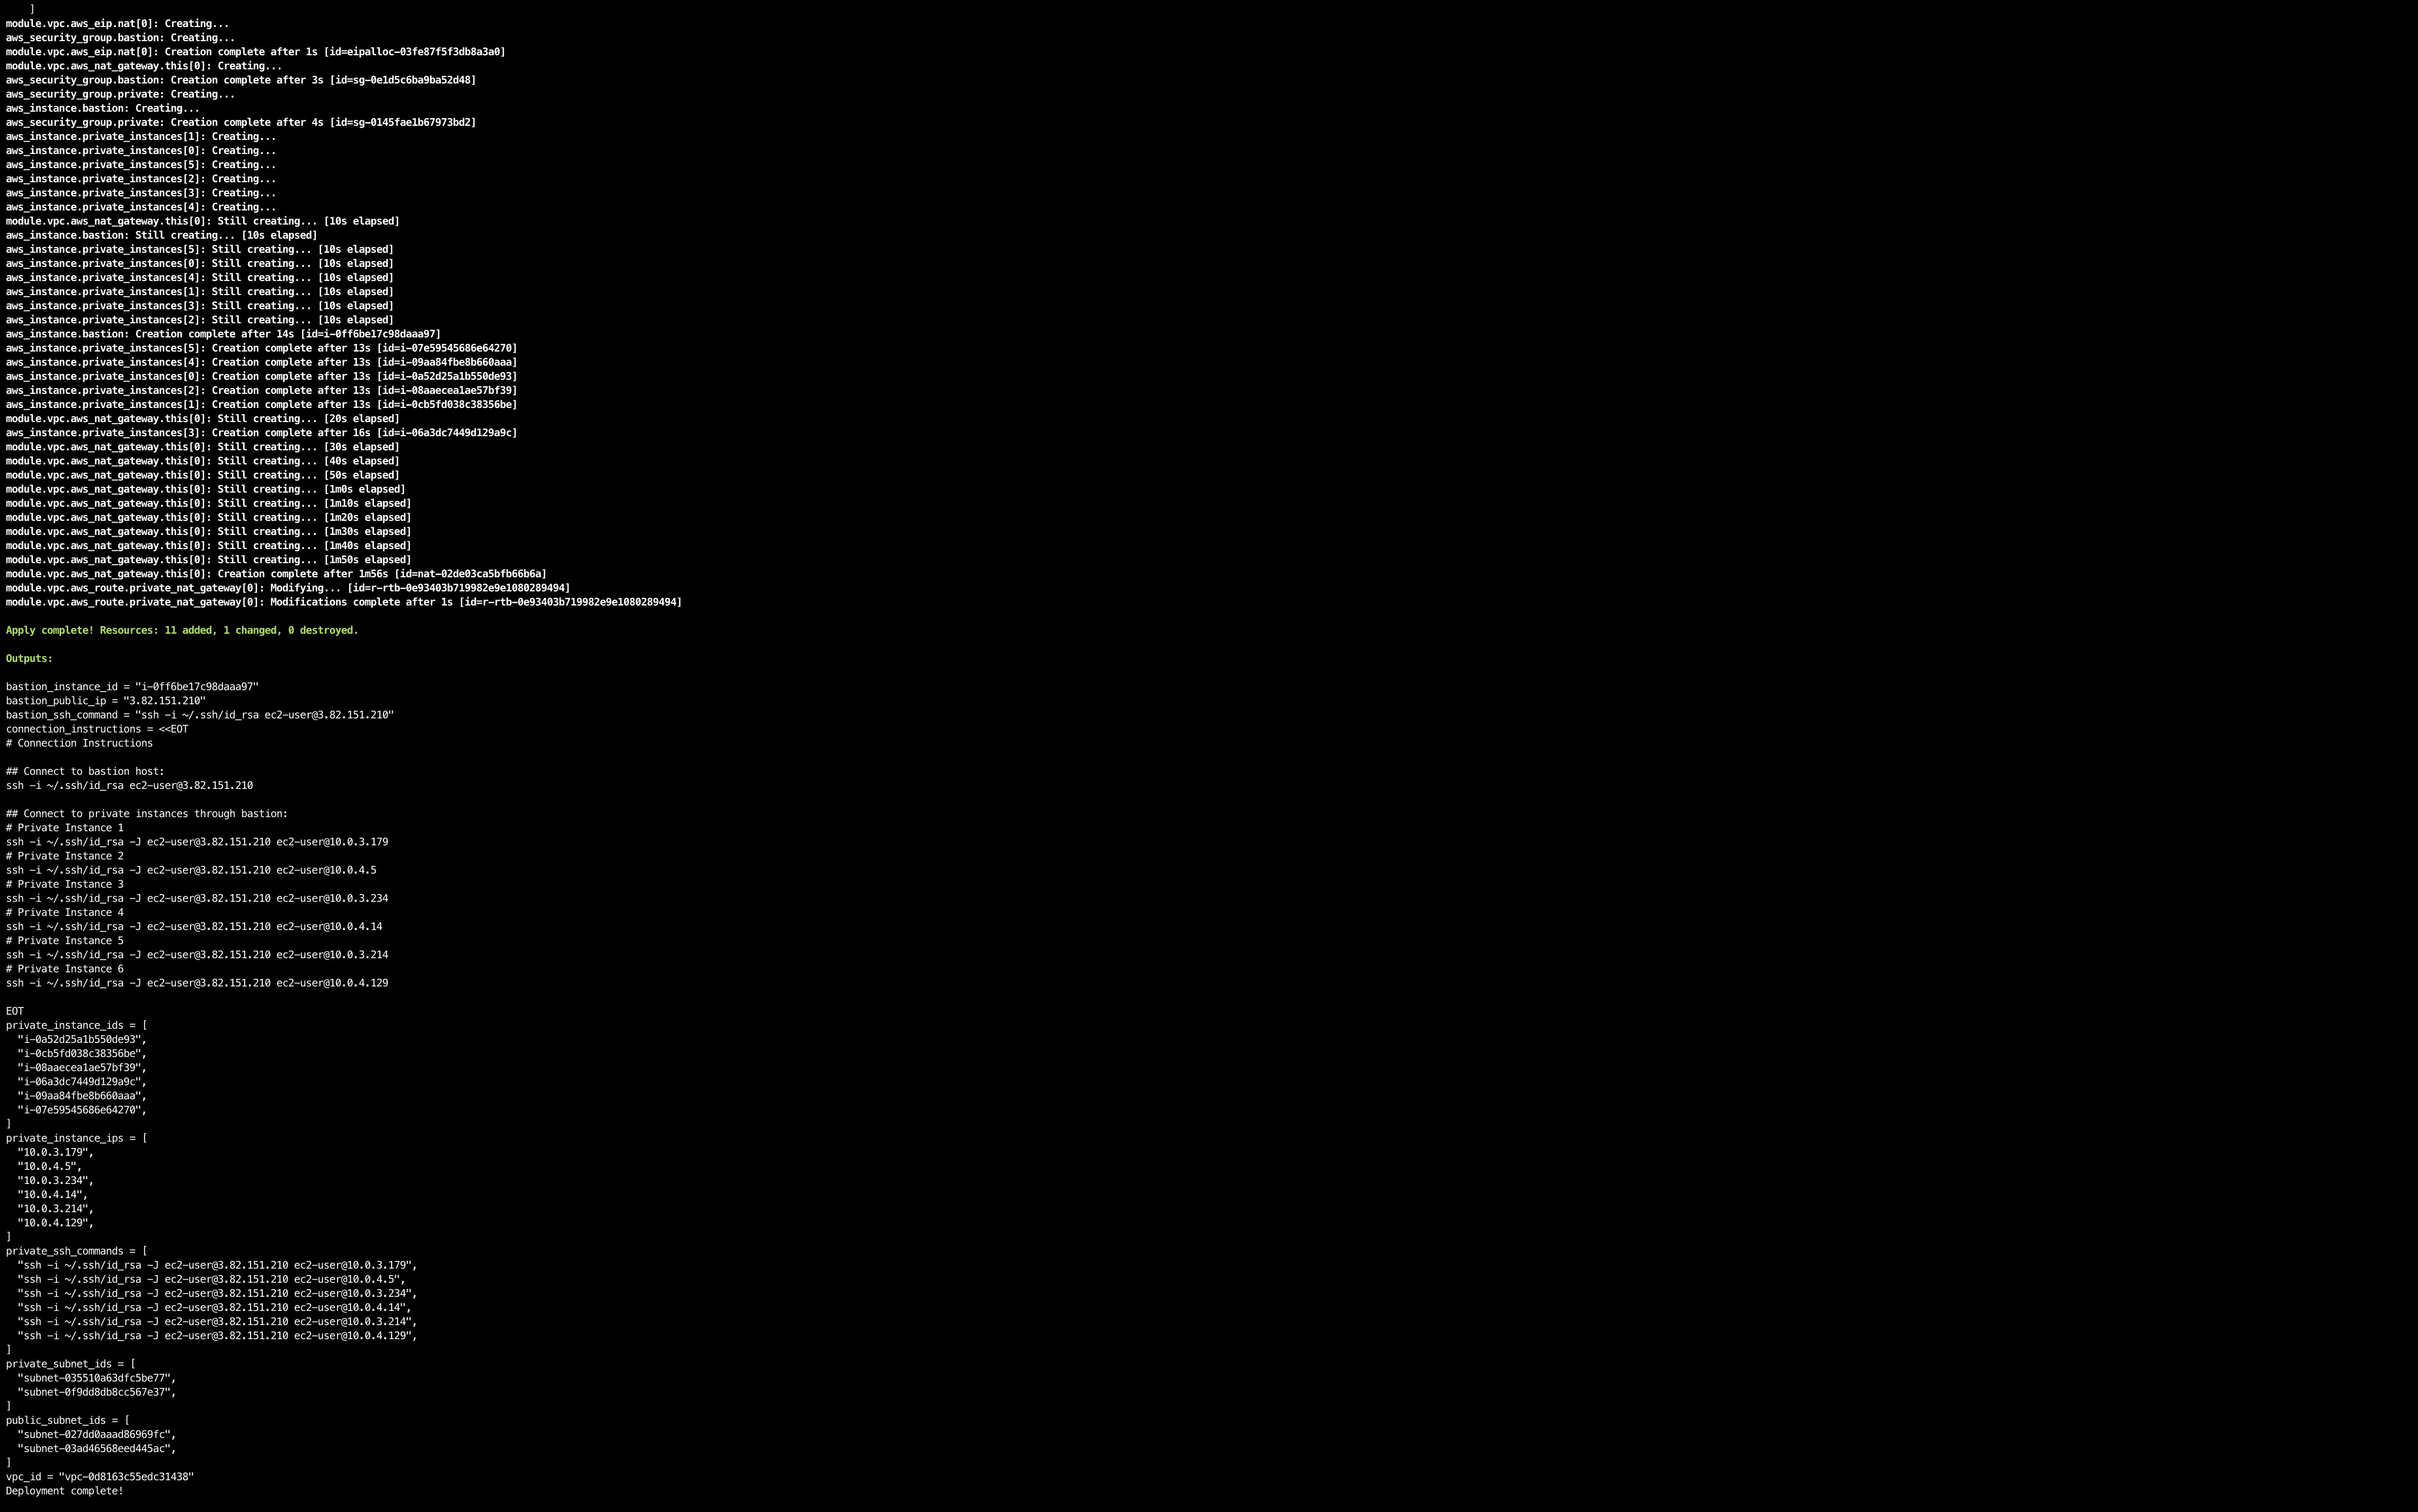 ]
module.vpc.aws_eip.nat[0]: Creating...
aws_security_group.bastion: Creating...
module.vpc.aws_eip.nat[0]: Creation complete after 1s [id=eipalloc-03fe87f5f3db8a3a0]
module.vpc.aws_nat_gateway.this[0]: Creating...
aws_security_group.bastion: Creation complete after 3s [id=sg-0e1d5c6ba9ba52d48]
aws_security_group.private: Creating...
aws_instance.bastion: Creating...
aws_security_group.private: Creation complete after 4s [id=sg-0145fae1b67973bd2]
aws_instance.private_instances[1]: Creating...
aws_instance.private_instances[0]: Creating...
aws_instance.private_instances[5]: Creating...
aws_instance.private_instances[2]: Creating...
aws_instance.private_instances[3]: Creating...
aws_instance.private_instances[4]: Creating...
module.vpc.aws_nat_gateway.this[0]: Still creating... [10s elapsed]
aws_instance.bastion: Still creating... [10s elapsed]
aws_instance.private_instances[5]: Still creating... [10s elapsed]
aws_instance.private_instances[0]: Still creating... [10s elapsed]
aws_instance.private_instances[4]: Still creating... [10s elapsed]
aws_instance.private_instances[1]: Still creating... [10s elapsed]
aws_instance.private_instances[3]: Still creating... [10s elapsed]
aws_instance.private_instances[2]: Still creating... [10s elapsed]
aws_instance.bastion: Creation complete after 14s [id=i-0ff6be17c98daaa97]
aws_instance.private_instances[5]: Creation complete after 13s [id=i-07e59545686e64270]
aws_instance.private_instances[4]: Creation complete after 13s [id=i-09aa84fbe8b660aaa]
aws_instance.private_instances[0]: Creation complete after 13s [id=i-0a52d25a1b550de93]
aws_instance.private_instances[2]: Creation complete after 13s [id=i-08aaecea1ae57bf39]
aws_instance.private_instances[1]: Creation complete after 13s [id=i-0cb5fd038c38356be]
module.vpc.aws_nat_gateway.this[0]: Still creating... [20s elapsed]
aws_instance.private_instances[3]: Creation complete after 16s [id=i-06a3dc7449d129a9c]
module.vpc.aws_nat_gateway.this[0]: Still creating... [30s elapsed]
module.vpc.aws_nat_gateway.this[0]: Still creating... [40s elapsed]
module.vpc.aws_nat_gateway.this[0]: Still creating... [50s elapsed]
module.vpc.aws_nat_gateway.this[0]: Still creating... [1m0s elapsed]
module.vpc.aws_nat_gateway.this[0]: Still creating... [1m10s elapsed]
module.vpc.aws_nat_gateway.this[0]: Still creating... [1m20s elapsed]
module.vpc.aws_nat_gateway.this[0]: Still creating... [1m30s elapsed]
module.vpc.aws_nat_gateway.this[0]: Still creating... [1m40s elapsed]
module.vpc.aws_nat_gateway.this[0]: Still creating... [1m50s elapsed]
module.vpc.aws_nat_gateway.this[0]: Creation complete after 1m56s [id=nat-02de03ca5bfb66b6a]
module.vpc.aws_route.private_nat_gateway[0]: Modifying... [id=r-rtb-0e93403b719982e9e1080289494]
module.vpc.aws_route.private_nat_gateway[0]: Modifications complete after 1s [id=r-rtb-0e93403b719982e9e1080289494]
Apply complete! Resources: 11 added, 1 changed, 0 destroyed.
Outputs:
bastion_instance_id = "i-0ff6be17c98daaa97"
bastion_public_ip = "3.82.151.210"
bastion_ssh_command = "ssh -i ~/.ssh/id_rsa ec2-user@3.82.151.210"
connection_instructions = <<EOT
# Connection Instructions
## Connect to bastion host:
ssh -i ~/.ssh/id_rsa ec2-user@3.82.151.210
## Connect to private instances through bastion:
# Private Instance 1
ssh -i ~/.ssh/id_rsa -J ec2-user@3.82.151.210 ec2-user@10.0.3.179
# Private Instance 2
ssh -i ~/.ssh/id_rsa -J ec2-user@3.82.151.210 ec2-user@10.0.4.5
# Private Instance 3
ssh -i ~/.ssh/id_rsa -J ec2-user@3.82.151.210 ec2-user@10.0.3.234
# Private Instance 4
ssh -i ~/.ssh/id_rsa -J ec2-user@3.82.151.210 ec2-user@10.0.4.14
# Private Instance 5
ssh -i ~/.ssh/id_rsa -J ec2-user@3.82.151.210 ec2-user@10.0.3.214
# Private Instance 6
ssh -i ~/.ssh/id_rsa -J ec2-user@3.82.151.210 ec2-user@10.0.4.129
EOT
private_instance_ids = [
"i-0a52d25a1b550de93",
"i-0cb5fd038c38356be",
"i-08aaecea1ae57bf39",
"i-06a3dc7449d129a9c",
"i-09aa84fbe8b660aaa",
"i-07e59545686e64270",
]
private_instance_ips = [
"10.0.3.179",
"10.0.4.5",
"10.0.3.234",
"10.0.4.14",
"10.0.3.214",
"10.0.4.129",
]
private_ssh_commands = [
"ssh -i ~/.ssh/id_rsa -J ec2-user@3.82.151.210 ec2-user@10.0.3.179",
"ssh -i ~/.ssh/id_rsa -J ec2-user@3.82.151.210 ec2-user@10.0.4.5",
"ssh -i ~/.ssh/id_rsa -J ec2-user@3.82.151.210 ec2-user@10.0.3.234",
"ssh -i ~/.ssh/id_rsa -J ec2-user@3.82.151.210 ec2-user@10.0.4.14",
"ssh -i ~/.ssh/id_rsa -J ec2-user@3.82.151.210 ec2-user@10.0.3.214",
"ssh -i ~/.ssh/id_rsa -J ec2-user@3.82.151.210 ec2-user@10.0.4.129",
]
private_subnet_ids = [
"subnet-035510a63dfc5be77",
"subnet-0f9dd8db8cc567e37",
]
public_subnet_ids = [
"subnet-027dd0aaad86969fc",
"subnet-03ad46568eed445ac",
]
vpc_id = "vpc-0d8163c55edc31438"
Deployment complete!